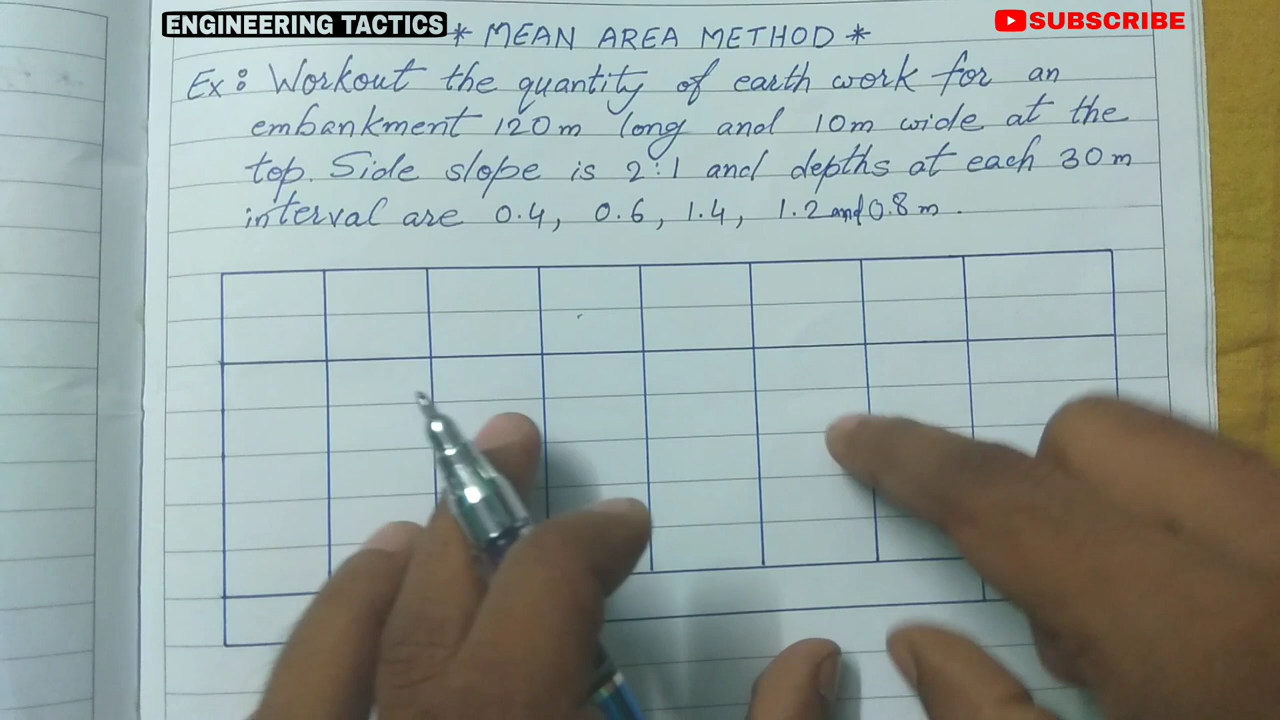 ENGINEERING TACTICS
SUBSCRIBE
* MEAN AREA METHOD *
Ex: Workout the quantity of earth work for an
embankment 120m long and 10m wide at the
top. Side slope is 2:1 and depths at each 30m
interval are 0.4, 0.6, 1.4, 1.2 and 0.8m.